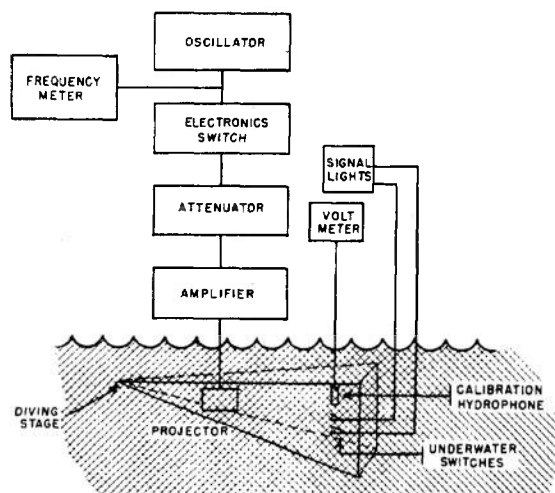 OSCILLATOR
FREQUENCY
METER
ELECTRONICS
SWITCH
SIGNAL
LIGHTS
ATTENUATOR
VOLT
METER
AMPLIFIER
DIVING
STAGE
PROJECTOR
CALIBRATION
HYDROPHONE
UNDERWATER
SWITCHES